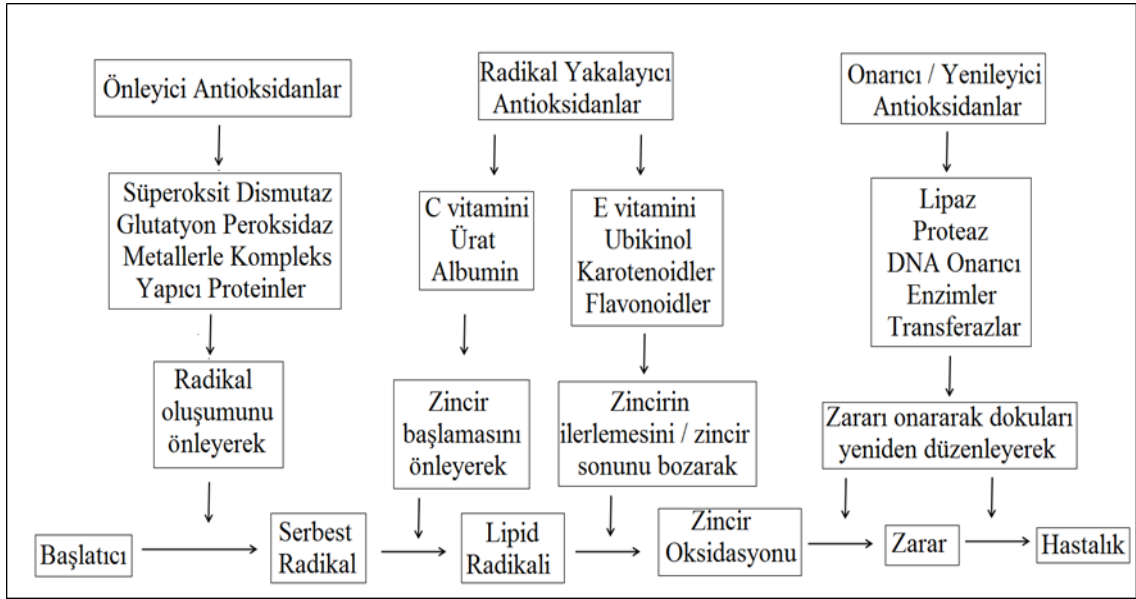 Önleyici Antioksidanlar
Radikal Yakalayıcı
Antioksidanlar
Onarıcı / Yenileyici
Antioksidanlar
Süperoksit Dismutaz
Glutatyon Peroksidaz
Metallerle Kompleks
Yapıcı Proteinler
C vitamini
Ürat
Albumin
E vitamini
Ubikinol
Karotenoidler
Flavonoidler
Lipaz
Proteaz
DNA Onarıcı
Enzimler
Transferazlar
Radikal
oluşumunu
önleyerek
Zincir
başlamasını
önleyerek
Zincirin
ilerlemesini / zincir
sonunu bozarak
Zararı onararak dokuları
yeniden düzenleyerek
Başlatıcı
Serbest
Radikal
Lipid
Radikali
Zincir
Oksidasyonu
Zarar
Hastalık